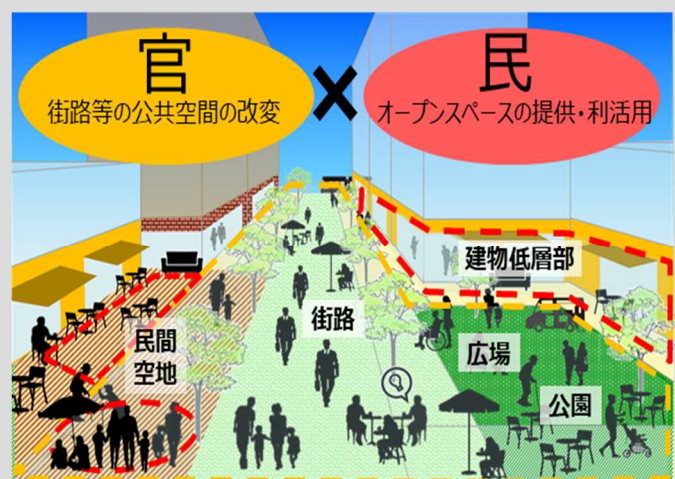 官
街路等の公共空間の改変
×
民
オープンスペースの提供・利活用
建物低層部
街路
民間
空地
広場
公園